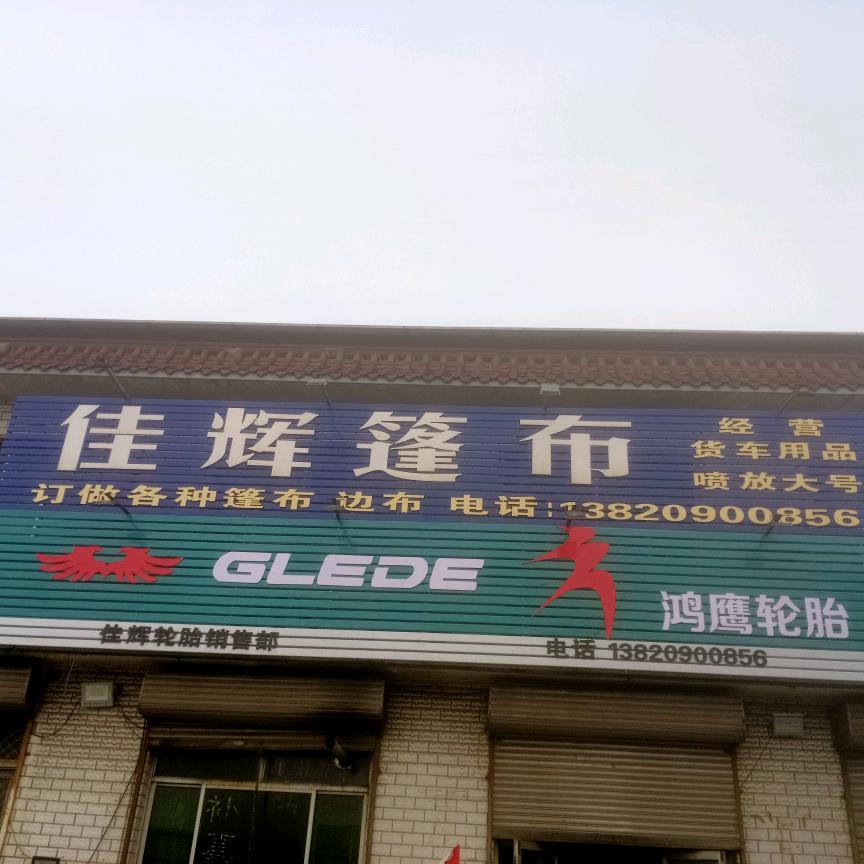 佳辉篷布
经营
货车用品
喷放大号
订做各种篷布 边布 电话:13820900856
GLEDE
鸿鹰轮胎
佳辉轮胎销售部
电话 13820900856